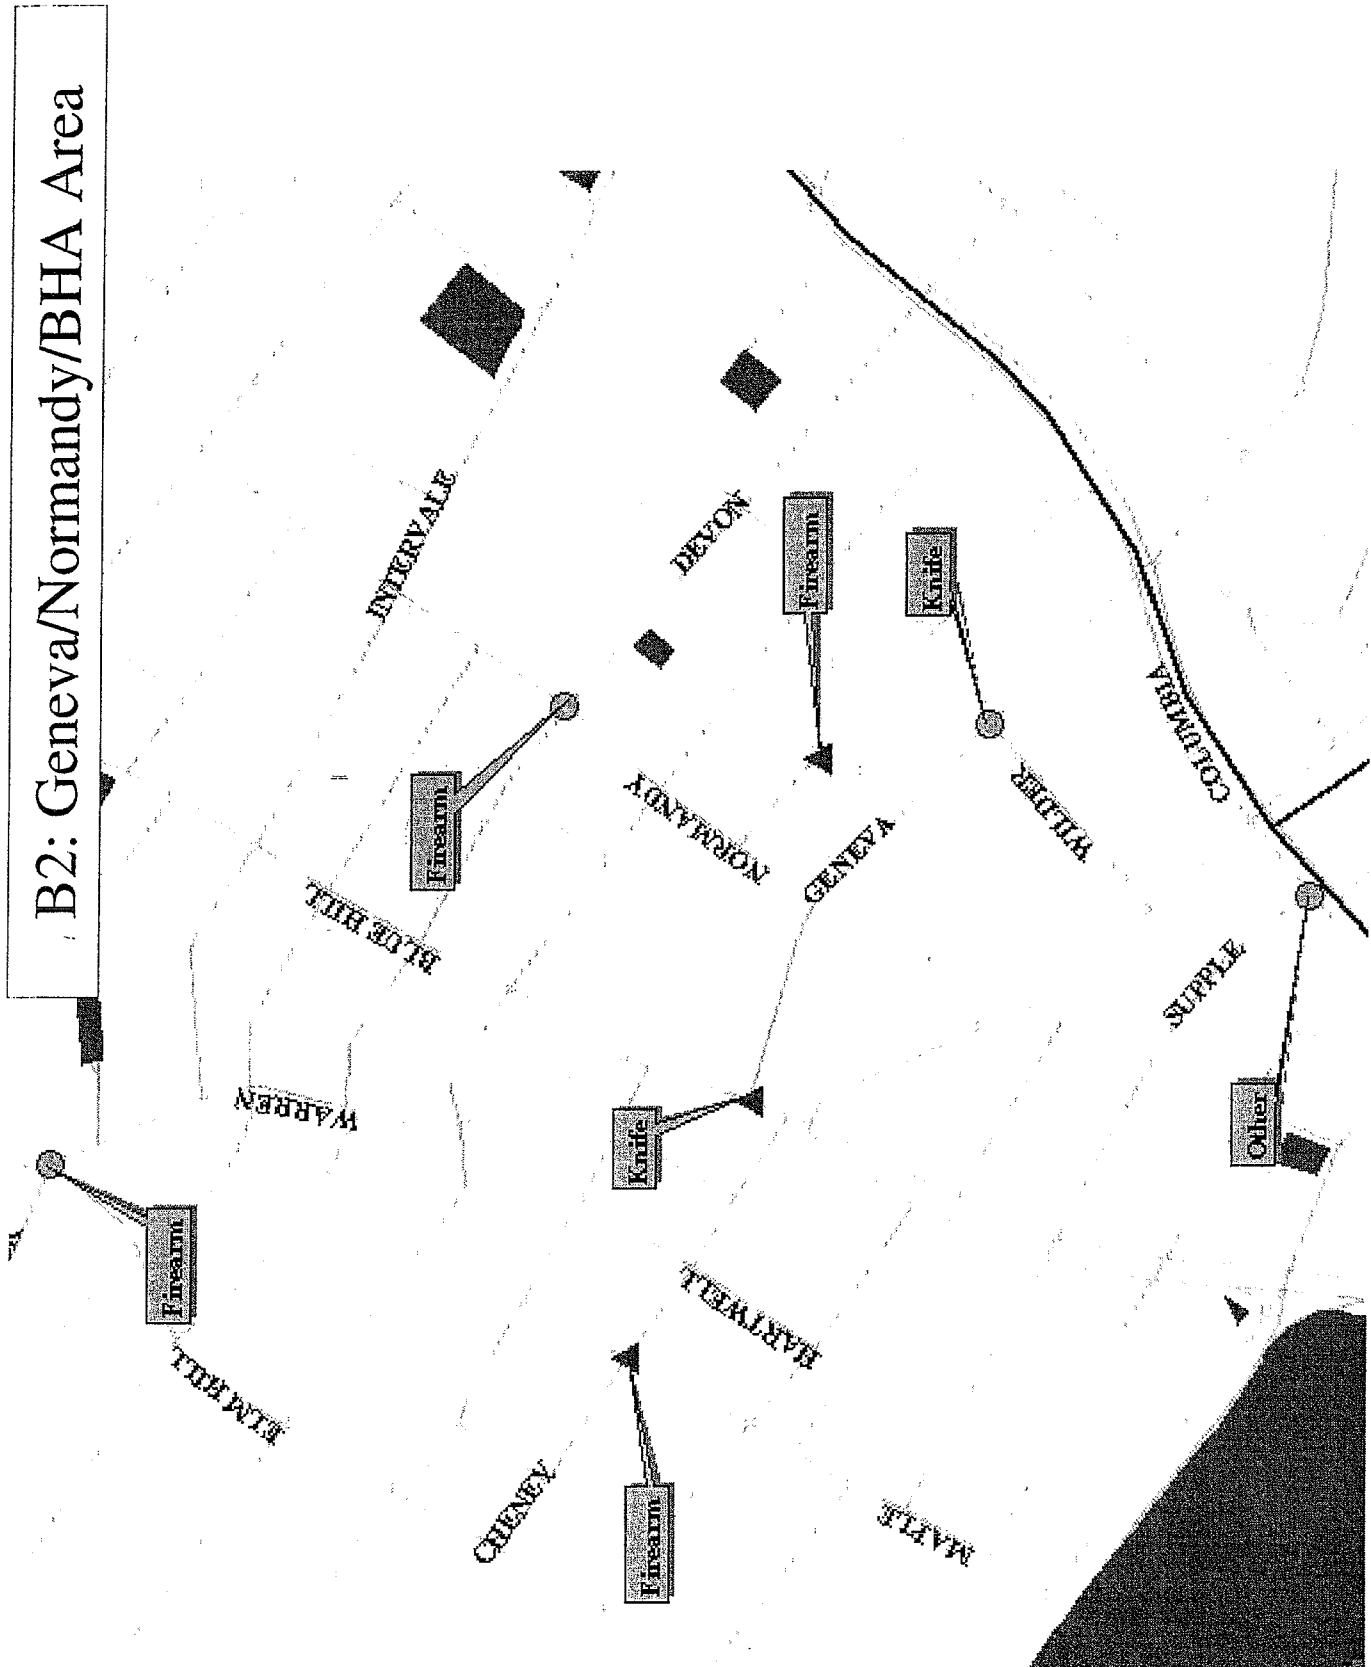 B2: Geneva/Normandy/BHA Area
ELM HILL
Firearm
WARREN
BLUE HILL
INTERVALE
Firearm
CHENEY
Knife
NORMANDY
DEVON
Firearm
HARTWELL
GENEVA
Firearm
MAPLE
WILDER
Knife
SUPPLE
COLUMBIA
Other